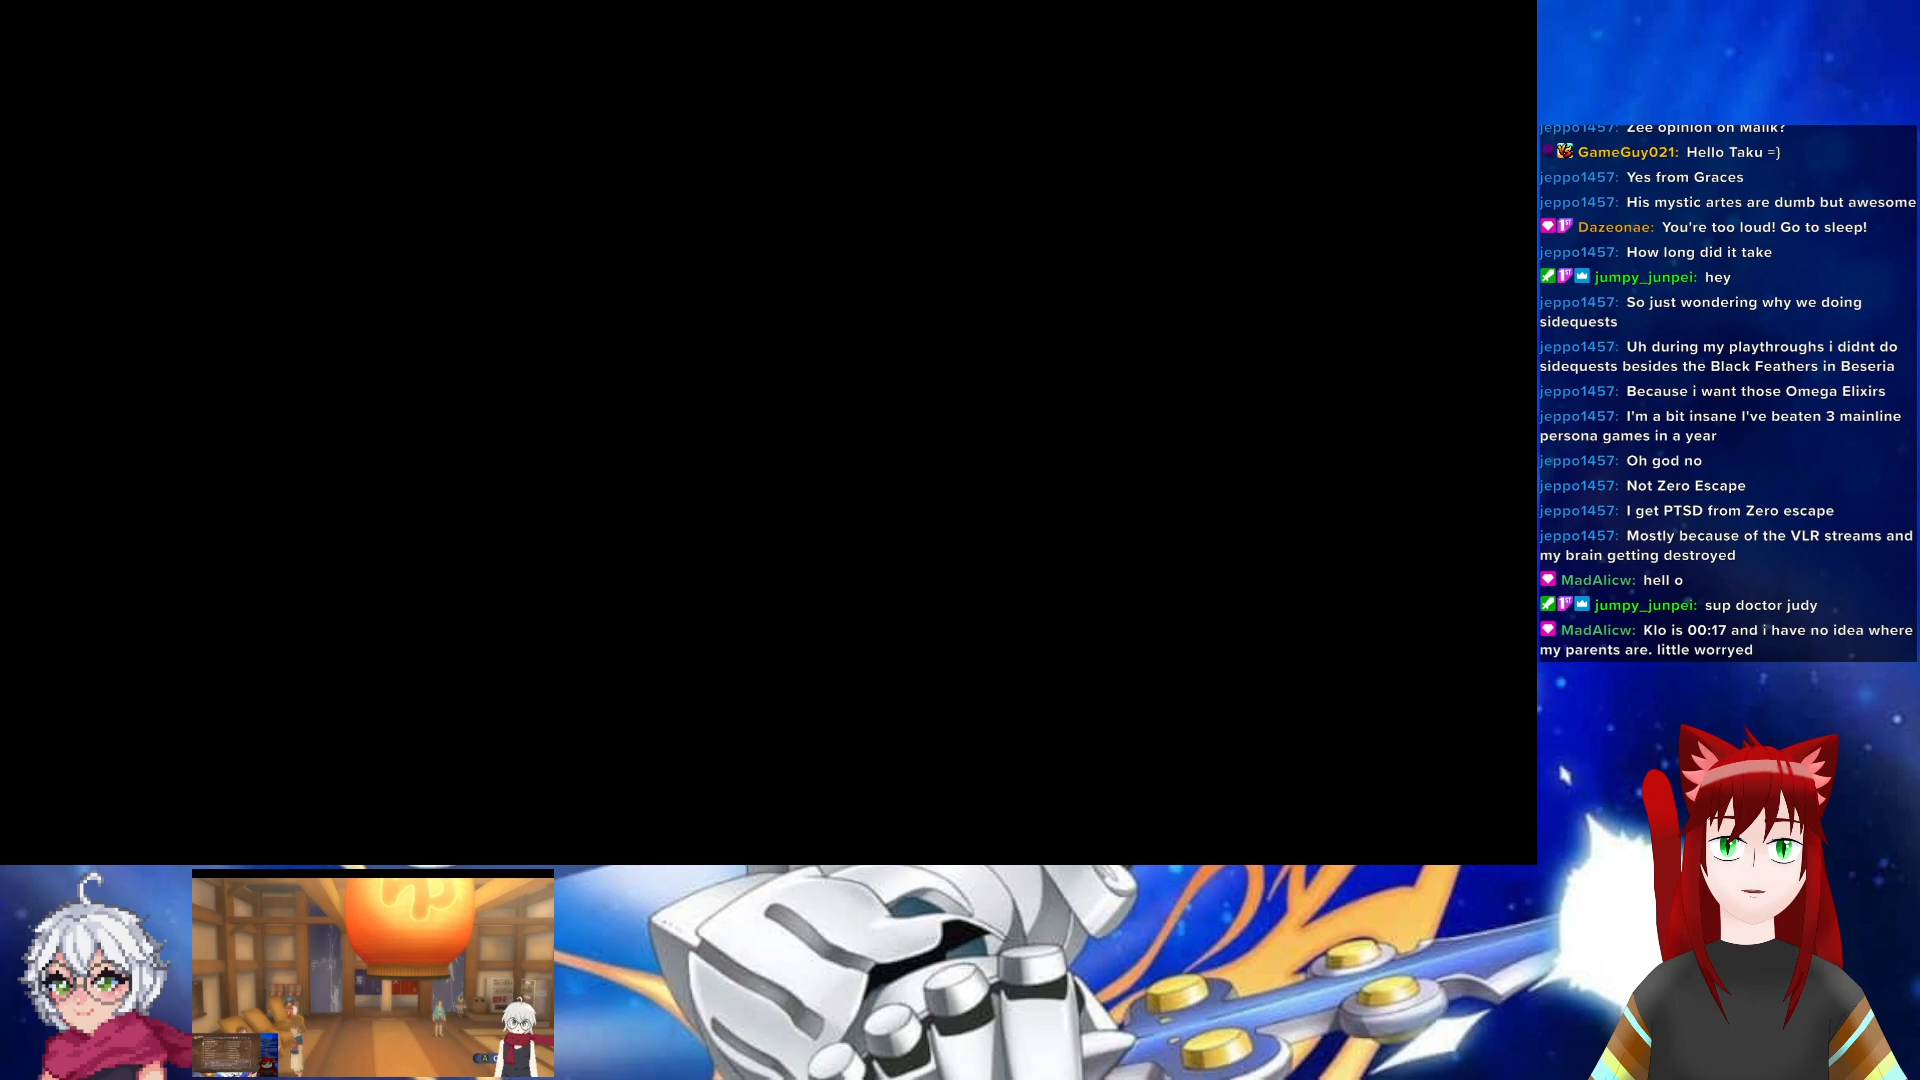 jeppo1457: Zee opinion on Malik?
GameGuy021: Hello Taku =}
jeppo1457: Yes from Graces
jeppo1457: His mystic artes are dumb but awesome
Dazeonae: You're too loud! Go to sleep!
jeppo1457: How long did it take
jumpy_junpei: hey
jeppo1457: So just wondering why we doing
sidequests
jeppo1457: Uh during my playthroughs i didnt do
sidequests besides the Black Feathers in Beseria
jeppo1457: Because i want those Omega Elixirs
jeppo1457: I'm a bit insane I've beaten 3 mainline
persona games in a year
jeppo1457: Oh god no
jeppo1457: Not Zero Escape
jeppo1457: I get PTSD from Zero escape
jeppo1457: Mostly because of the VLR streams and
my brain getting destroyed
MadAlicw: hell o
jumpy_junpei: sup doctor judy
MadAlicw: Klo is 00:17 and i have no idea where
my parents are. little worryed